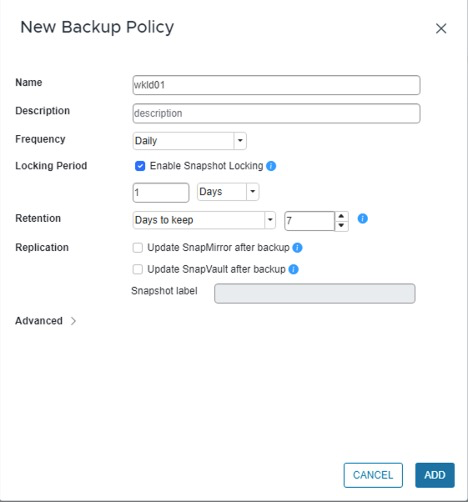 New Backup Policy
Name
wkld01
Description
description
Frequency
Daily
Locking Period
Enable Snapshot Locking
1
Days
Retention
Days to keep
7
Replication
Update SnapMirror after backup
Update SnapVault after backup
Snapshot label
Advanced
CANCEL
ADD